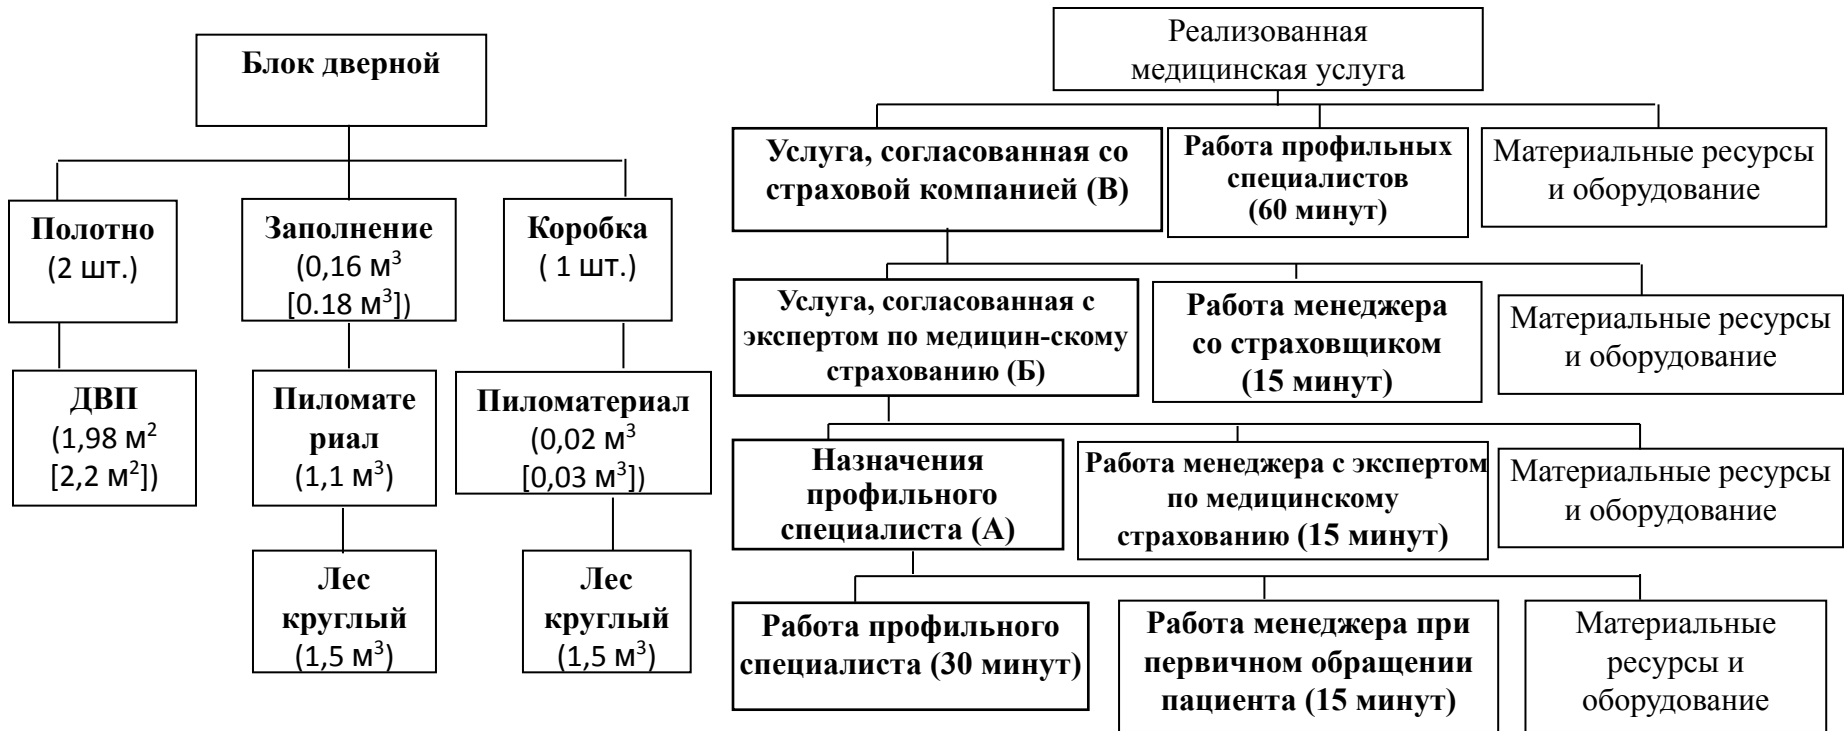 Блок дверной
Полотно
(2 шт.)
Заполнение
(0,16 м³
[0.18 м³])
Коробка
( 1 шт.)
ДВП
(1,98 м²
[2,2 м²])
Пиломате
риал
(1,1 м³)
Пиломатериал
(0,02 м³
[0,03 м³])
Лес
круглый
(1,5 м³)
Лес
круглый
(1,5 м³)
Реализованная
медицинская услуга
Услуга, согласованная со
страховой компанией (В)
Работа профильных
специалистов
(60 минут)
Материальные ресурсы
и оборудование
Услуга, согласованная с
экспертом по медицин-скому
страхованию (Б)
Работа менеджера
со страховщиком
(15 минут)
Материальные ресурсы
и оборудование
Назначения
профильного
специалиста (А)
Работа менеджера с экспертом
по медицинскому
страхованию (15 минут)
Материальные ресурсы
и оборудование
Работа профильного
специалиста (30 минут)
Работа менеджера при
первичном обращении
пациента (15 минут)
Материальные
ресурсы и
оборудование